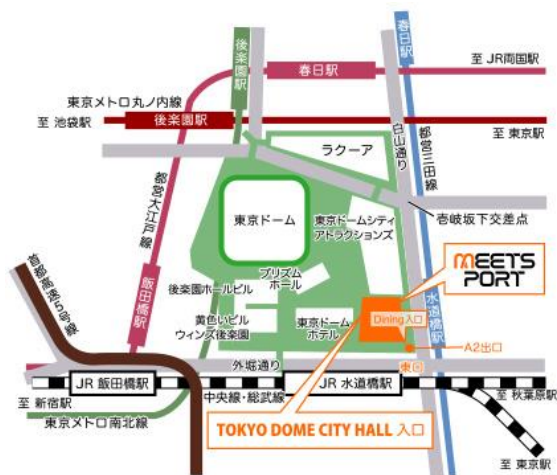 後楽園駅
春日駅
春日駅
至 JR両国駅
東京メトロ丸ノ内線
至 池袋駅
後楽園駅
至 東京駅
ラクーア
白山通り
都営三田線
都営大江戸線
東京ドーム
東京ドームシティ
アトラクションズ
壱岐坂下交差点
首都高速5号線
飯田橋駅
プリズム
ホール
後楽園ホールビル
MEETS
PORT
黄色いビル
ウィンズ後楽園
東京ドーム
ホテル
Dining入口
水道橋駅
A2出口
外堀通り
東口
JR 飯田橋駅
JR 水道橋駅
至 新宿駅
中央線・総武線
至 秋葉原駅
東京メトロ南北線
TOKYO DOME CITY HALL 入口
至 東京駅